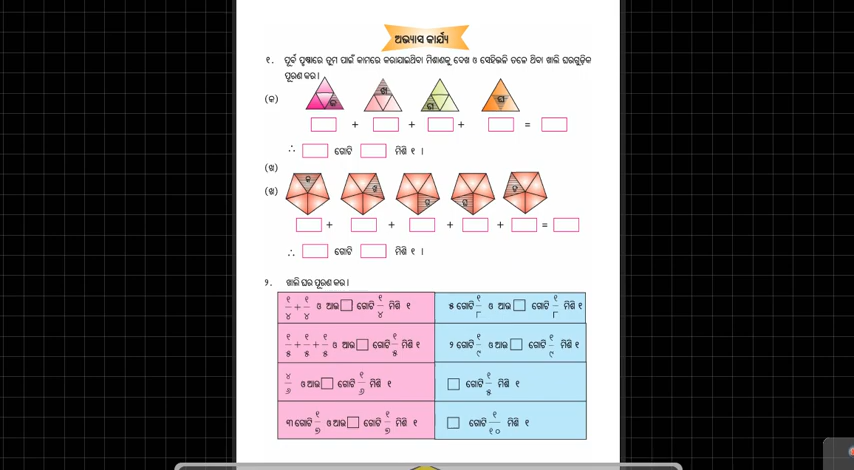 ଅଭ୍ୟାସ କାର୍ଯ୍ୟ
୧. ପୂର୍ବ ପୃଷ୍ଠାରେ ତୁମ ପାଇଁ କାମରେ କରାଯାଇଥିବା ମିଶାଣକୁ ଦେଖ ଓ ସେହିଭଳି ତଳେ ଥିବା ଖାଲି ଘରଗୁଡ଼ିକ
ପୂରଣ କର।
(କ) କ ଖ ଗ ଘ
+ + + =
∴ ଗୋଟି ମିଶି ୧ ।
(ଖ)
(ଖ) କ ଖ ଗ ଘ ଙ
+ + + + =
∴ ଗୋଟି ମିଶି ୧ ।
୨. ଖାଲି ଘର ପୂରଣ କର।
୧/୪ + ୧/୪ ଓ ଆଉ ଗୋଟି ୧/୪ ମିଶି ୧
୫ ଗୋଟି ୧/୮ ଓ ଆଉ ଗୋଟି ୧/୮ ମିଶି ୧
୧/୫ + ୧/୫ + ୧/୫ ଓ ଆଉ ଗୋଟି ୧/୫ ମିଶି ୧
୨ ଗୋଟି ୧/୯ ଓ ଆଉ ଗୋଟି ୧/୯ ମିଶି ୧
୪/୬ ଓ ଆଉ ଗୋଟି ୧/୬ ମିଶି ୧
ଗୋଟି ୧/୫ ମିଶି ୧
୩ ଗୋଟି ୧/୭ ଓ ଆଉ ଗୋଟି ୧/୭ ମିଶି ୧
ଗୋଟି ୧/୧୦ ମିଶି ୧